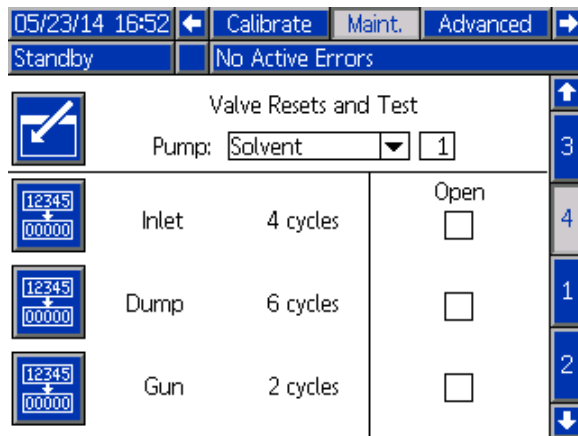 05/23/14 16:52 Calibrate Maint. Advanced
Standby No Active Errors
Valve Resets and Test
Pump: Solvent 1
3
Open
12345
00000
Inlet 4 cycles
4
12345
00000
Dump 6 cycles
1
12345
00000
Gun 2 cycles
2